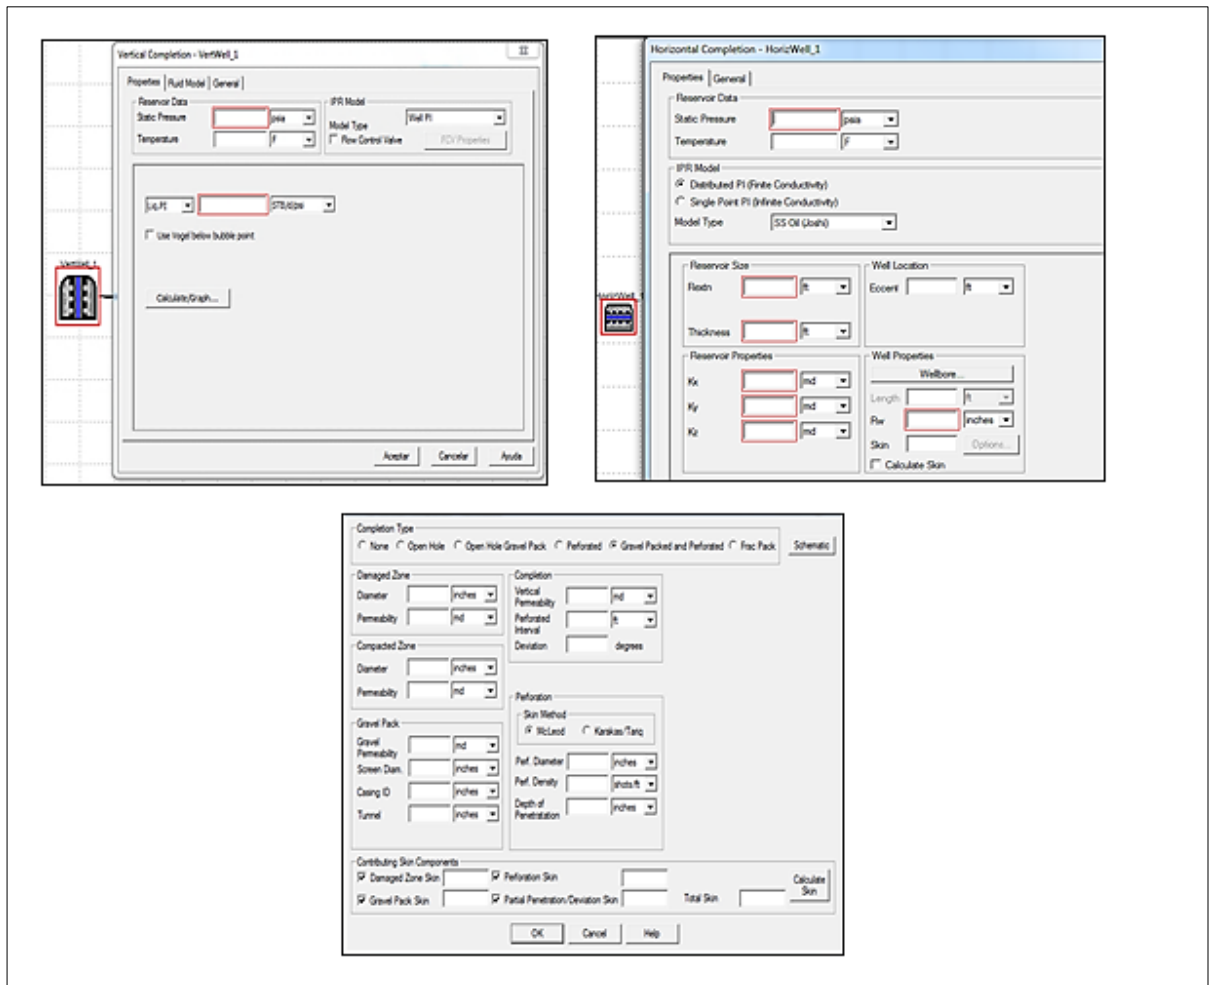 Vertical Completion - VertWell_1
Properties Fluid Model General
Reservoir Data
Static Pressure psia
Temperature F
IPR Model
Model Type Well PI
Flow Control Valve FCV Properties
Liq.PI STB/d/psi
Use Vogel below bubble point
Calculate/Graph...
VertWell_1
Aceptar Cancelar Ayuda
Horizontal Completion - HorizWell_1
Properties General
Reservoir Data
Static Pressure psia
Temperature F
IPR Model
Distributed PI (Finite Conductivity)
Single Point PI (Infinite Conductivity)
Model Type SS Oil (Joshi)
HorizWell_1
Reservoir Size
Rextn ft
Thickness ft
Well Location
Eccent ft
Reservoir Properties
Kx md
Ky md
Kz md
Well Properties
Wellbore...
Length ft
Rw inches
Skin Options...
Calculate Skin
Completion Type
None Open Hole Open Hole Gravel Pack Perforated Gravel Packed and Perforated Frac Pack Schematic
Damaged Zone
Diameter inches
Permeability md
Compacted Zone
Diameter inches
Permeability md
Gravel Pack
Gravel
Permeability md
Screen Diam. inches
Casing ID inches
Tunnel inches
Completion
Vertical
Permeability md
Perforated
Interval ft
Deviation degrees
Perforation
Skin Method
McLeod Karakas/Tariq
Perf. Diameter inches
Perf. Density shots/ft
Depth of
Penetratation inches
Contributing Skin Components
Damaged Zone Skin Perforation Skin
Gravel Pack Skin Partial Penetration/Deviation Skin Total Skin
Calculate
Skin
OK Cancel Help